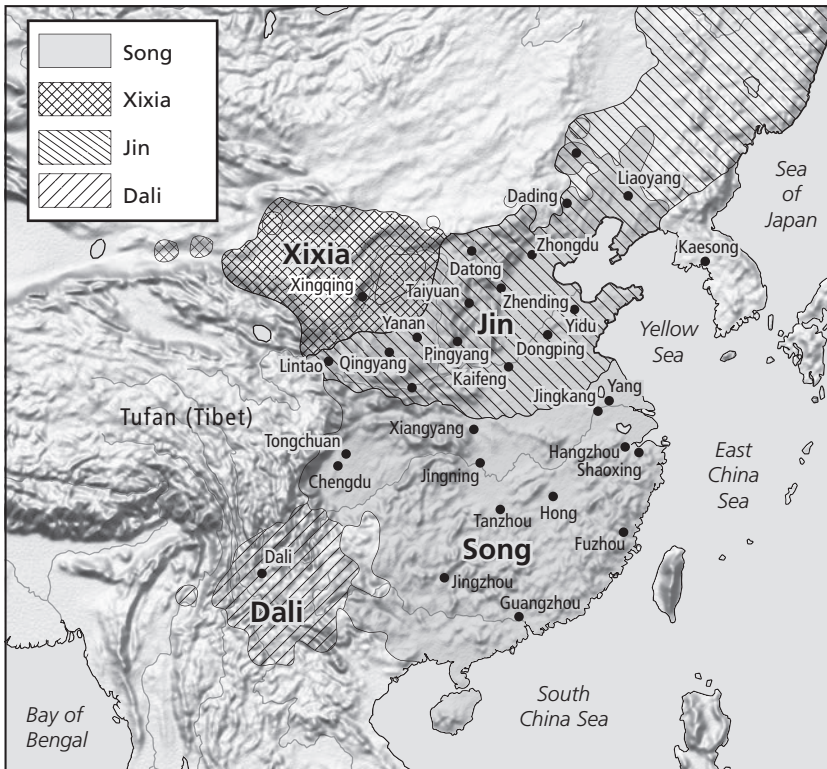 Song
Xixia
Jin
Dali
Sea
of
Japan
Liaoyang
Dading
Kaesong
Zhongdu
Xixia
Datong
Xingqing
Taiyuan
Zhending
Jin
Yidu
Yanan
Yellow
Sea
Dongping
Pingyang
Lintao
Qingyang
Kaifeng
Yang
Jingkang
Tufan (Tibet)
Xiangyang
Tongchuan
Hangzhou
East
China
Sea
Shaoxing
Jingning
Chengdu
Hong
Tanzhou
Fuzhou
Song
Dali
Jingzhou
Guangzhou
Dali
South
China Sea
Bay of
Bengal